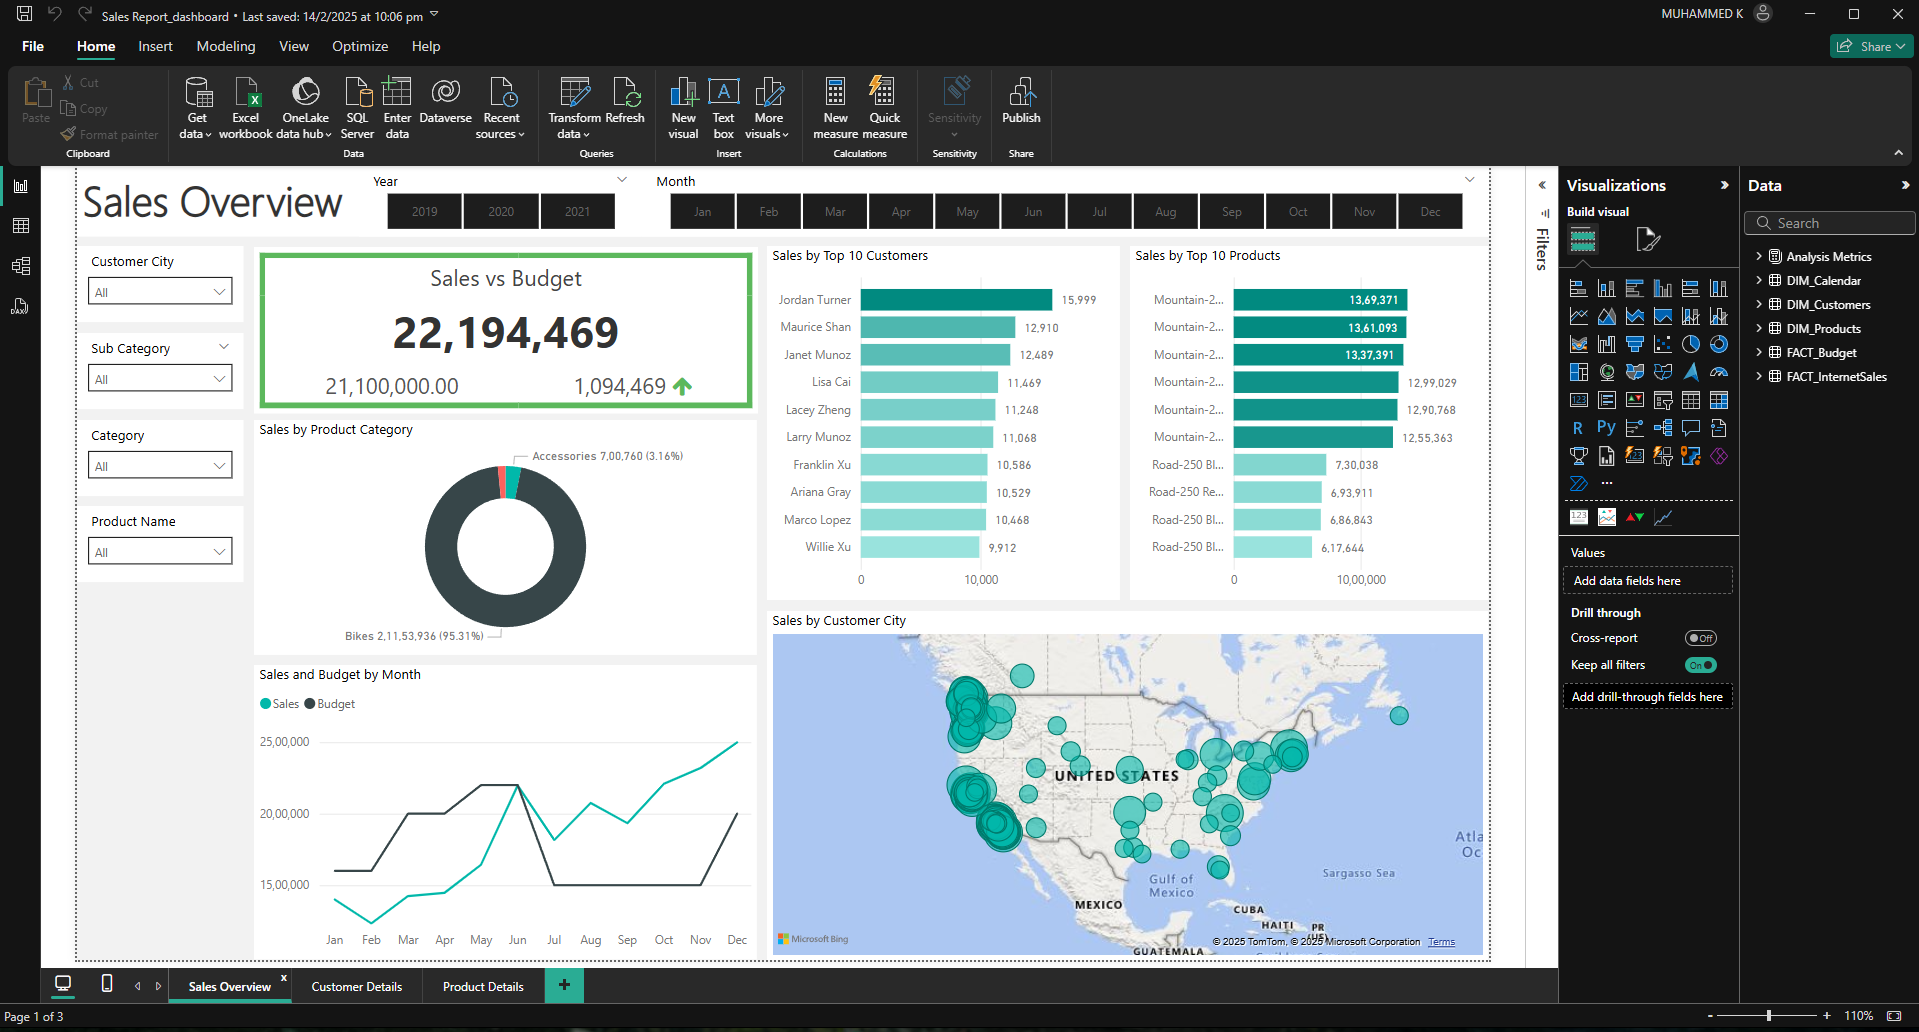 Sales Report_dashboard • Last saved: 14/2/2025 at 10:06 pm
MUHAMMED K
File Home Insert Modeling View Optimize Help
Share
Paste
Cut
Copy
Format painter
Clipboard
Get data
Excel workbook
OneLake data hub
SQL Server
Enter data
Dataverse
Recent sources
Data
Transform data
Refresh
Queries
New visual
Text box
More visuals
Insert
New measure
Quick measure
Calculations
Sensitivity
Sensitivity
Publish
Share
Sales Overview
Year
2019 2020 2021
Month
Jan Feb Mar Apr May Jun Jul Aug Sep Oct Nov Dec
Customer City
All
Sub Category
All
Category
All
Product Name
All
Sales vs Budget
22,194,469
21,100,000.00 1,094,469
Sales by Product Category
Accessories 7,00,760 (3.16%)
Bikes 2,11,53,936 (95.31%)
Sales and Budget by Month
Sales Budget
25,00,000
20,00,000
15,00,000
Jan Feb Mar Apr May Jun Jul Aug Sep Oct Nov Dec
Sales by Top 10 Customers
Jordan Turner 15,999
Maurice Shan 12,910
Janet Munoz 12,489
Lisa Cai 11,469
Lacey Zheng 11,248
Larry Munoz 11,068
Franklin Xu 10,586
Ariana Gray 10,529
Marco Lopez 10,468
Willie Xu 9,912
0 10,000
Sales by Top 10 Products
Mountain-2... 13,69,371
Mountain-2... 13,61,093
Mountain-2... 13,37,391
Mountain-2... 12,99,029
Mountain-2... 12,90,768
Mountain-2... 12,55,363
Road-250 Bl... 7,30,038
Road-250 Re... 6,93,911
Road-250 Bl... 6,86,843
Road-250 Bl... 6,17,644
0 10,00,000
Sales by Customer City
UNITED STATES
Atla
Oc
Sargasso Sea
Gulf of
Mexico
MEXICO
CUBA
HAITI
PR
(US)
GUATEMALA
Microsoft Bing
© 2025 TomTom, © 2025 Microsoft Corporation Terms
Filters
Visualizations
Build visual
R Py
123
Values
Add data fields here
Drill through
Cross-report Off
Keep all filters On
Add drill-through fields here
Data
Search
Analysis Metrics
DIM_Calendar
DIM_Customers
DIM_Products
FACT_Budget
FACT_InternetSales
Sales Overview x
Customer Details
Product Details
+
Page 1 of 3
- + 110%